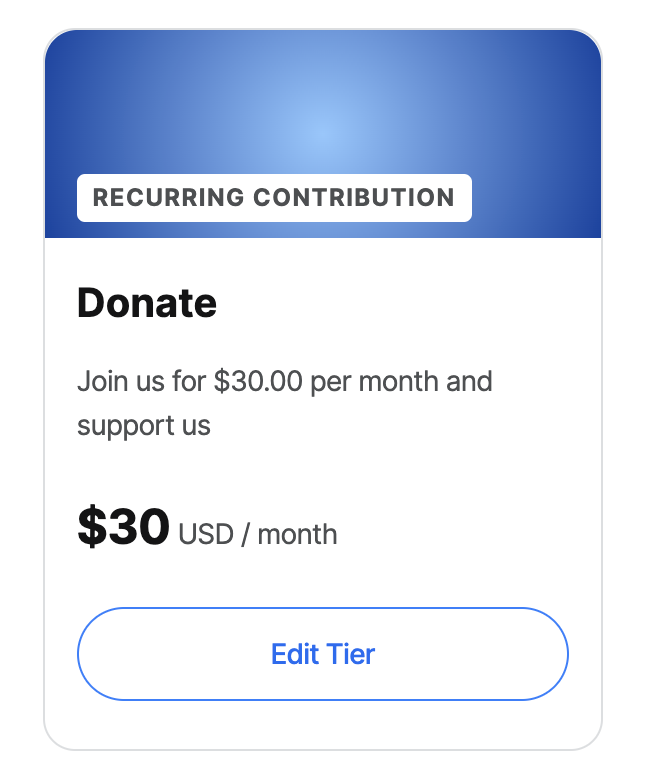 RECURRING CONTRIBUTION
Donate
Join us for $30.00 per month and
support us
$30 USD / month
Edit Tier